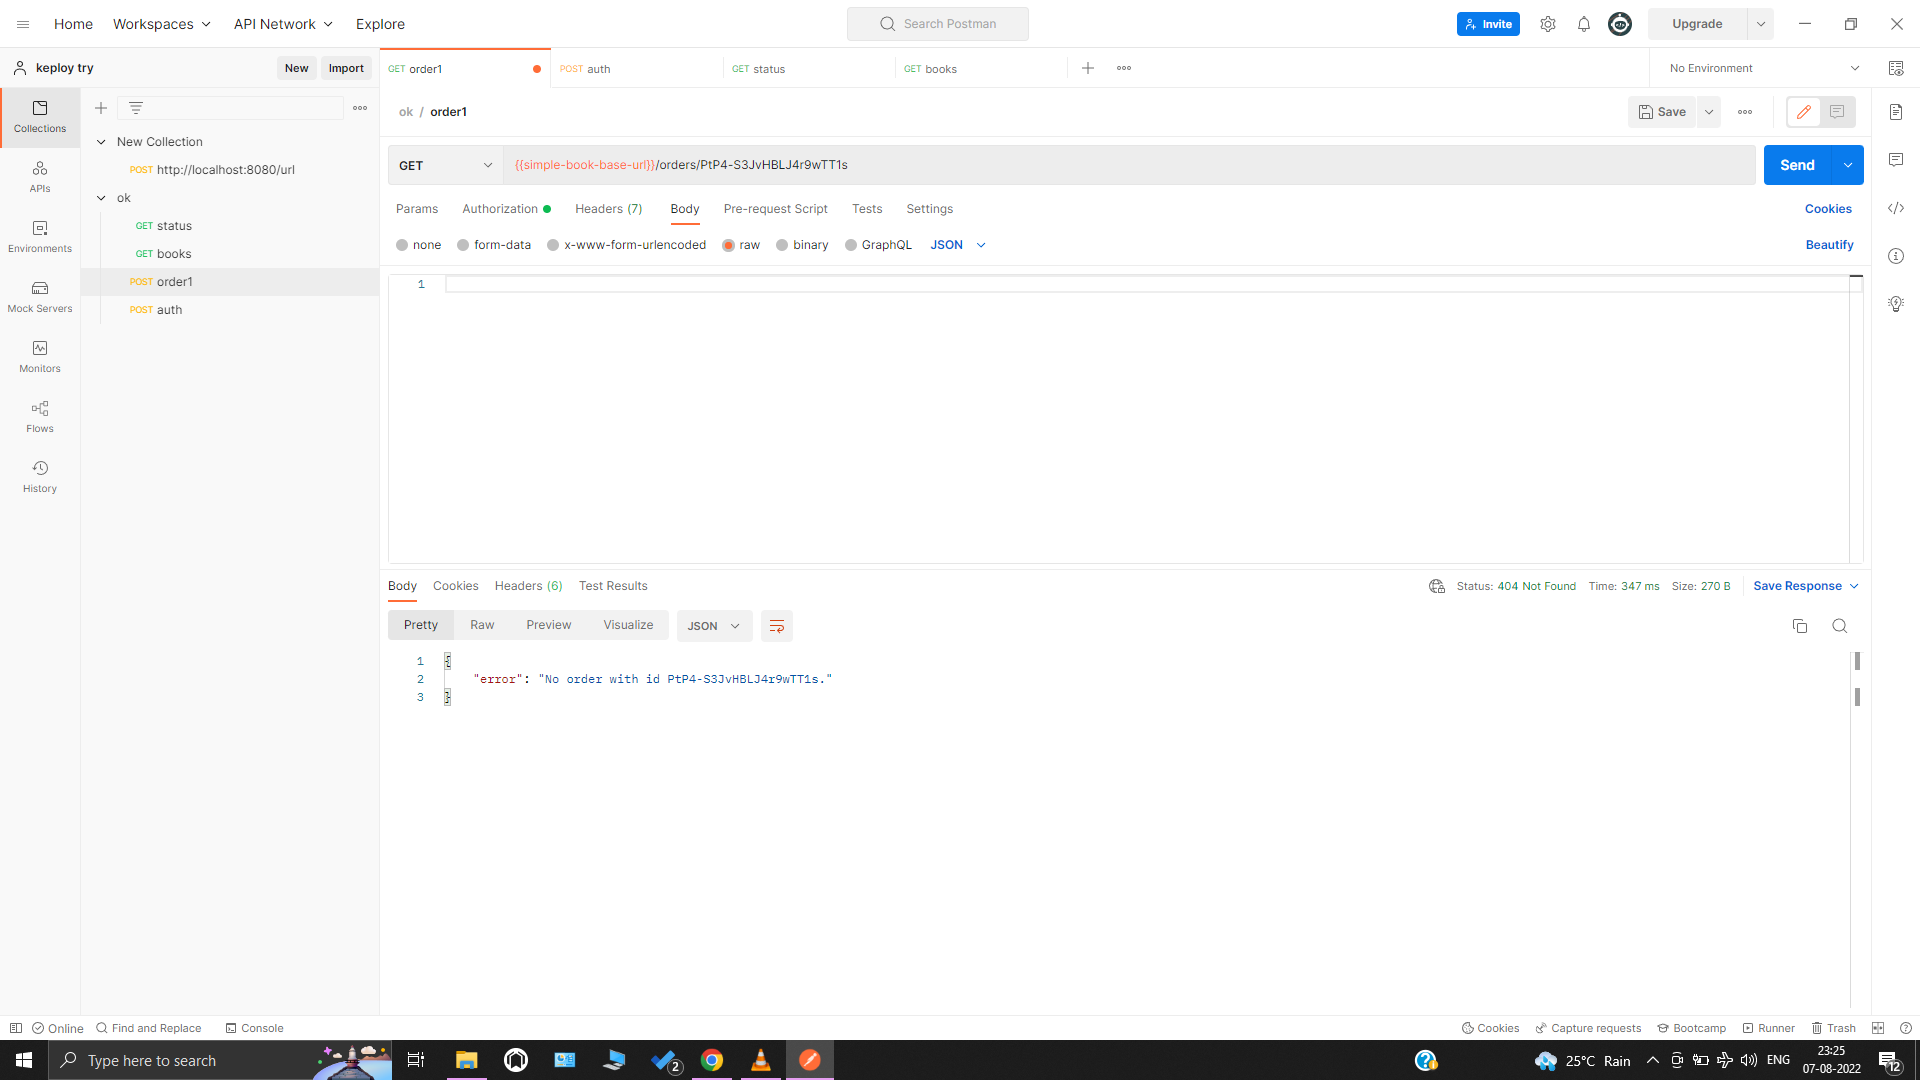 Home Workspaces API Network Explore Search Postman Invite Upgrade
keploy try New Import GET order1 POST auth GET status GET books No Environment
Collections
APIs
Environments
Mock Servers
Monitors
Flows
History
New Collection
POST http://localhost:8080/url
ok
GET status
GET books
POST order1
POST auth
ok / order1 Save
GET {{simple-book-base-url}}/orders/PtP4-S3JvHBLJ4r9wTT1s Send
Params Authorization Headers (7) Body Pre-request Script Tests Settings Cookies
none form-data x-www-form-urlencoded raw binary GraphQL JSON Beautify
1
Body Cookies Headers (6) Test Results Status: 404 Not Found Time: 347 ms Size: 270 B Save Response
Pretty Raw Preview Visualize JSON
1 {
2 "error": "No order with id PtP4-S3JvHBLJ4r9wTT1s."
3 }
Online Find and Replace Console Cookies Capture requests Bootcamp Runner Trash
Type here to search 2 25°C Rain ENG 23:25
07-08-2022 12